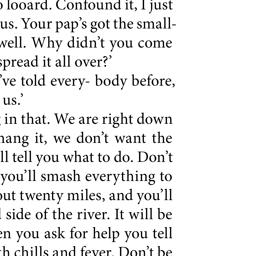 looard. Confound it, I just
us. Your pap’s got the small-
well. Why didn’t you come
spread it all over?’
’ve told every- body before,
us.’
in that. We are right down
hang it, we don’t want the
’ll tell you what to do. Don’t
you’ll smash everything to
out twenty miles, and you’ll
side of the river. It will be
en you ask for help you tell
th chills and fever. Don’t be